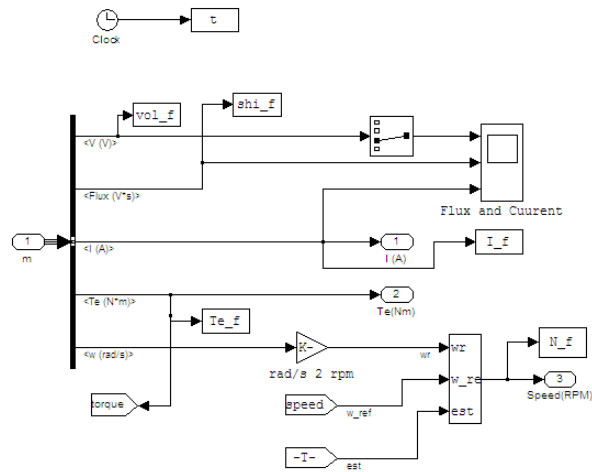 t
Clock
shi_f
vol_f
<V (V)>
<Flux (V*s)>
Flux and Cuurent
1
m
<I (A)>
1
I (A)
I_f
<Te (N*m)>
2
Te(Nm)
Te_f
<w (rad/s)>
K-
rad/s 2 rpm
wr
wr
N_f
torque
speed
w_ref
w_re
3
Speed(RPM)
est
-T-
est